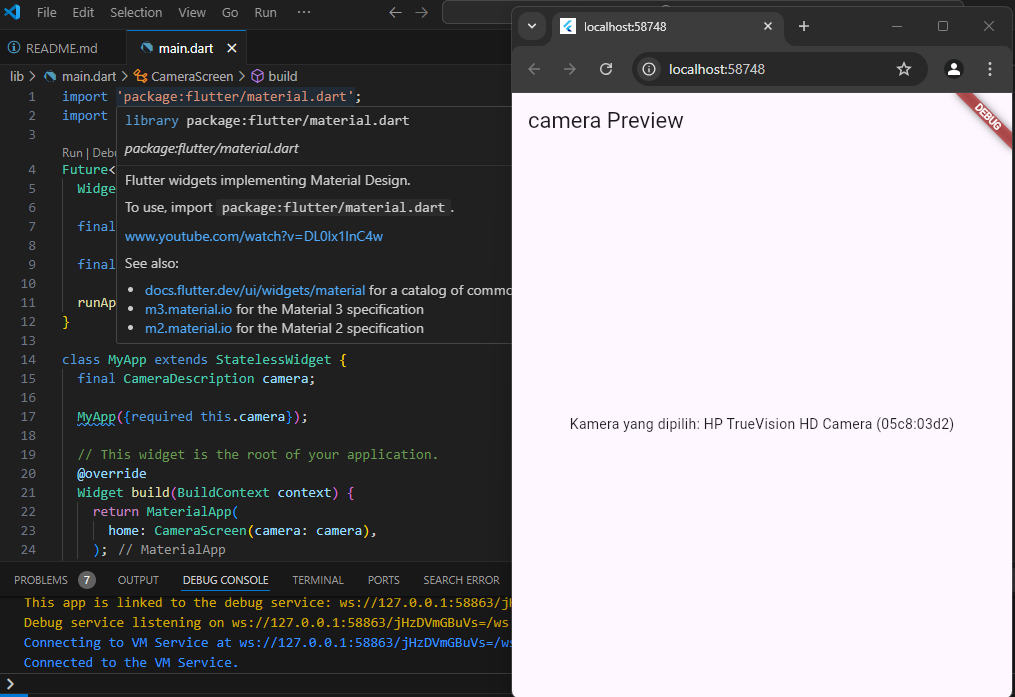 File Edit Selection View Go Run ···
README.md main.dart
lib > main.dart > CameraScreen > build
1 import 'package:flutter/material.dart';
2 import
library package:flutter/material.dart
3
package:flutter/material.dart
Run | Debu
4 Future<
Flutter widgets implementing Material Design.
5 Widge
6
To use, import package:flutter/material.dart.
7 final
www.youtube.com/watch?v=DL0Ix1lnC4w
8
9 final
See also:
10
docs.flutter.dev/ui/widgets/material for a catalog of commo
11 runAp
m3.material.io for the Material 3 specification
12 }
m2.material.io for the Material 2 specification
13
14 class MyApp extends StatelessWidget {
15 final CameraDescription camera;
16
17 MyApp({required this.camera});
18
19 // This widget is the root of your application.
20 @override
21 Widget build(BuildContext context) {
22 return MaterialApp(
23 home: CameraScreen(camera: camera),
24 ); // MaterialApp
PROBLEMS 7 OUTPUT DEBUG CONSOLE TERMINAL PORTS SEARCH ERROR
This app is linked to the debug service: ws://127.0.0.1:58863/jH
Debug service listening on ws://127.0.0.1:58863/jHzDVmGBuVs=/ws
Connecting to VM Service at ws://127.0.0.1:58863/jHzDVmGBuVs=/ws
Connected to the VM Service.
localhost:58748
localhost:58748
camera Preview
DEBUG
Kamera yang dipilih: HP TrueVision HD Camera (05c8:03d2)